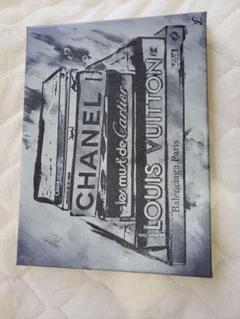 CHANEL
les must de Cartier
LOUIS VUITTON
Balenciaga Paris